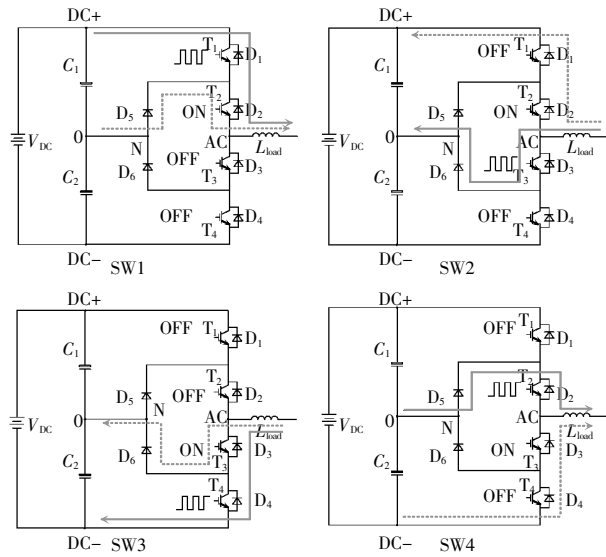 DC+
T1
D1
C1
T2
D5
ON
D2
0
VDC
N
AC
Lload
D6
OFF
D3
C2
T3
OFF
D4
T4
DC−
SW1
DC+
OFF
T1
D1
C1
T2
D5
ON
D2
0
VDC
N
AC
Lload
D6
D3
C2
T3
OFF
D4
T4
DC−
SW2
DC+
OFF
T1
D1
C1
T2
D5
OFF
D2
0
VDC
N
AC
Lload
D6
ON
D3
C2
T3
T4
D4
DC−
SW3
DC+
OFF
T1
D1
C1
T2
D5
D2
0
VDC
N
AC
Lload
D6
ON
D3
C2
T3
T4
OFF
D4
DC−
SW4